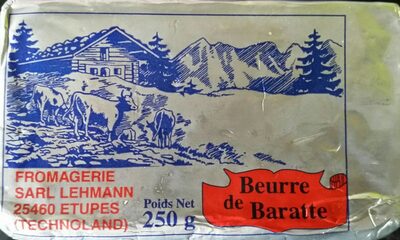 FROMAGERIE
SARL LEHMANN
25460 ETUPES
(TECHNOLAND)
Poids Net
250 g
Beurre
de Baratte